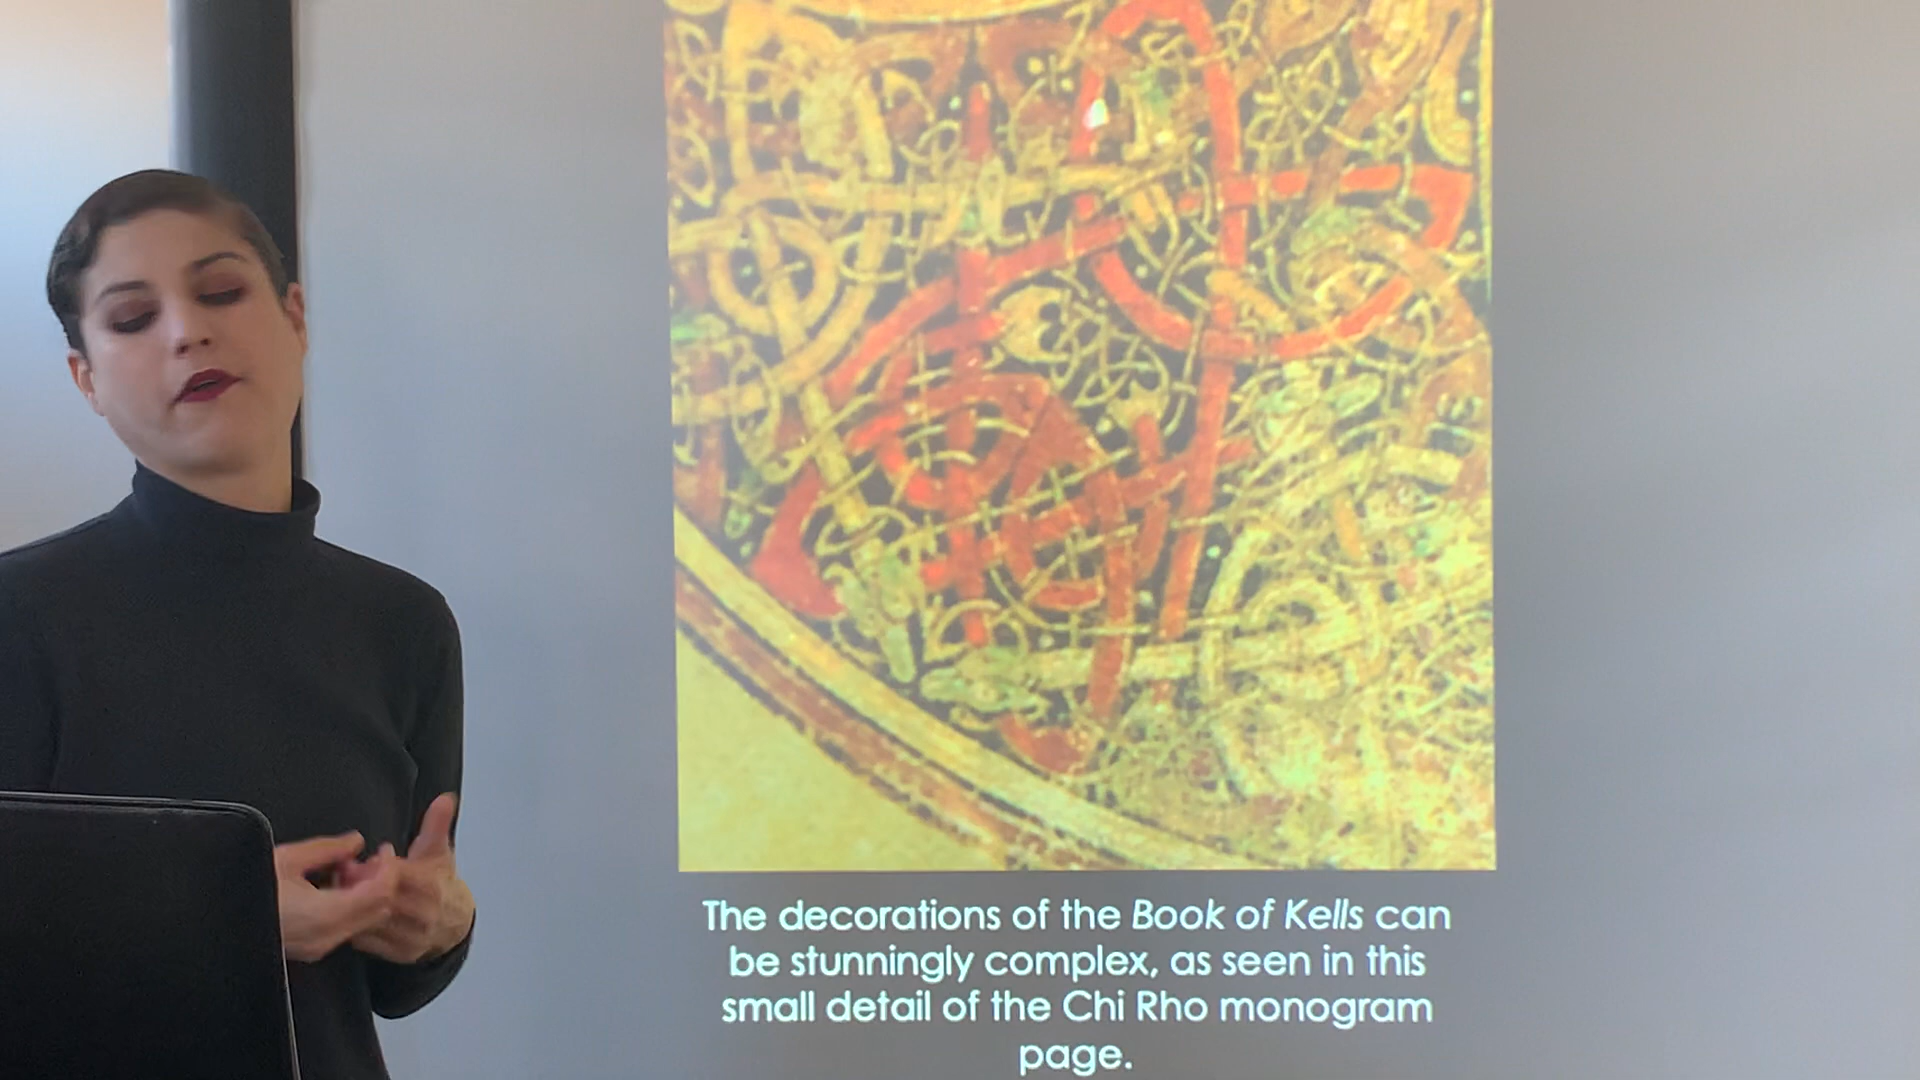 The decorations of the Book of Kells can
be stunningly complex, as seen in this
small detail of the Chi Rho monogram
page.